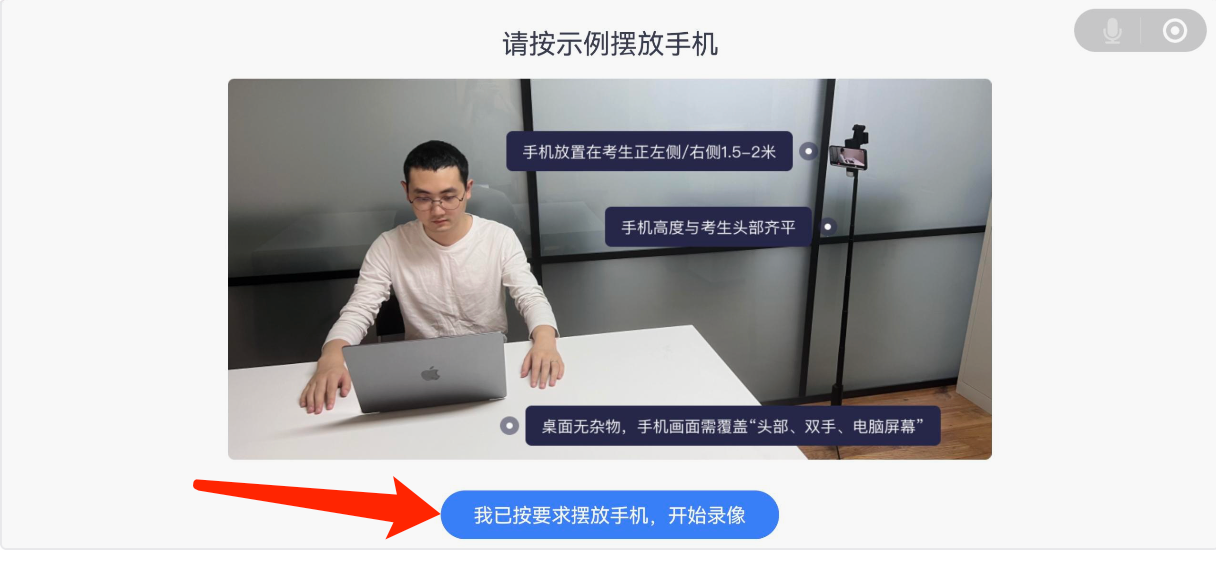 请按示例摆放手机
手机放置在考生正左侧/右侧1.5-2米
手机高度与考生头部齐平
桌面无杂物，手机画面需覆盖“头部、双手、电脑屏幕”
我已按要求摆放手机，开始录像